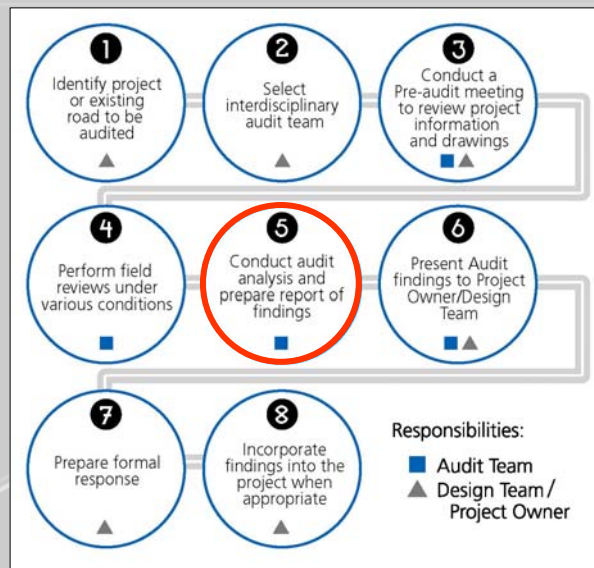 1
Identify project
or existing
road to be
audited
2
Select
interdisciplinary
audit team
3
Conduct a
Pre-audit meeting
to review project
information
and drawings
4
Perform field
reviews under
various conditions
5
Conduct audit
analysis and
prepare report of
findings
6
Present Audit
findings to Project
Owner/Design
Team
7
Prepare formal
response
8
Incorporate
findings into the
project when
appropriate
Responsibilities:
Audit Team
Design Team /
Project Owner